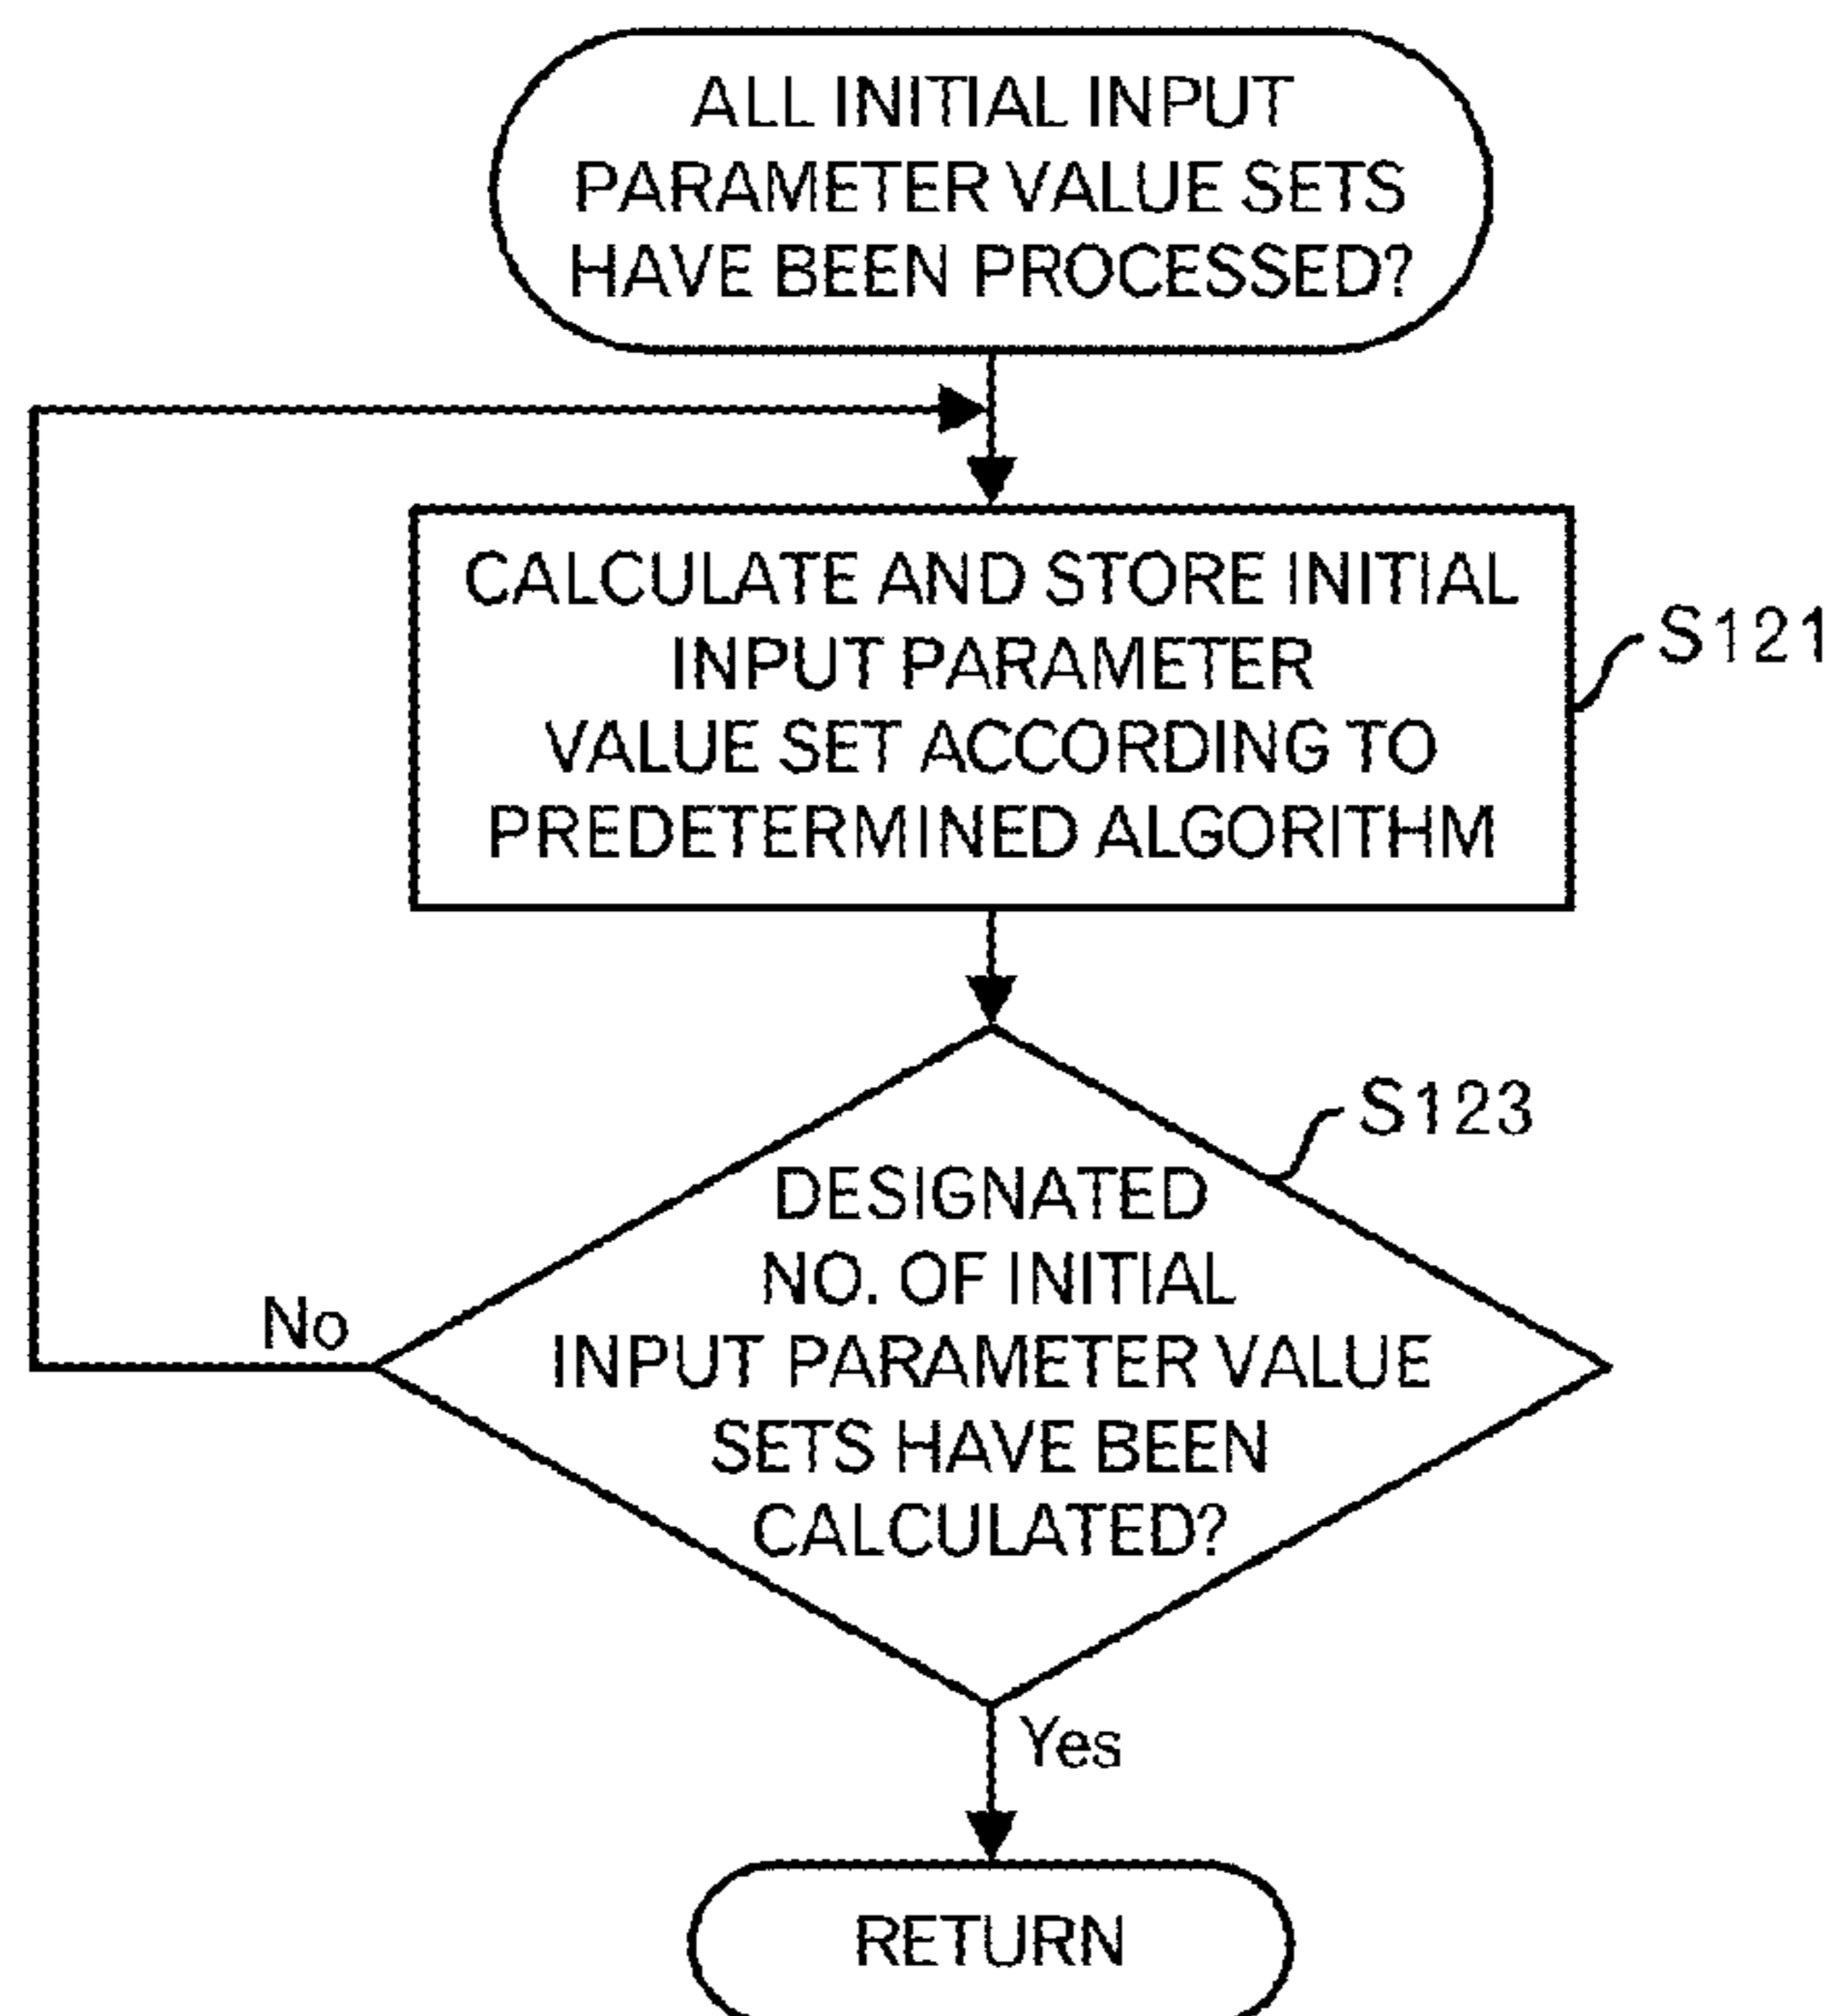 ALL INITIAL INPUT
PARAMETER VALUE SETS
HAVE BEEN PROCESSED?
CALCULATE AND STORE INITIAL
INPUT PARAMETER
VALUE SET ACCORDING TO
PREDETERMINED ALGORITHM
S121
S123
DESIGNATED
NO. OF INITIAL
INPUT PARAMETER VALUE
SETS HAVE BEEN
CALCULATED?
No
Yes
RETURN